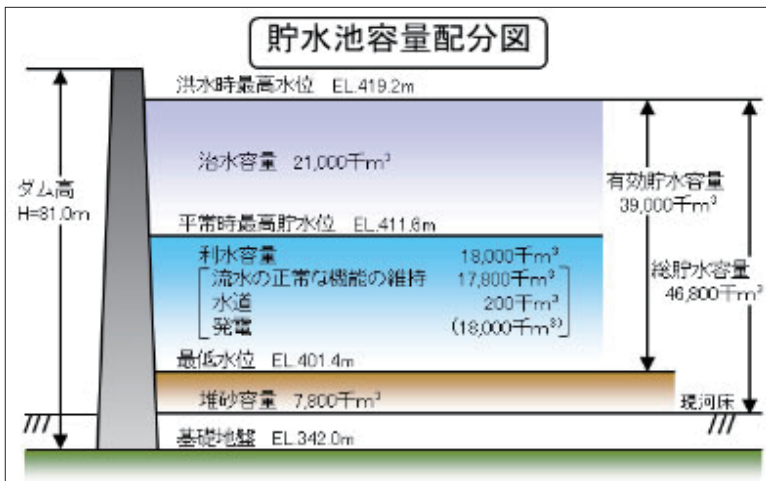 貯水池容量配分図
洪水時最高水位 EL.419.2m
治水容量 21,000千m³
ダム高
H=81.0m
有効貯水容量
39,000千m³
平常時最高貯水位 EL.411.6m
利水容量 18,000千m³
流水の正常な機能の維持 17,800千m³
水道 200千m³
発電 (18,000千m³)
総貯水容量
46,800千m³
最低水位 EL.401.4m
堆砂容量 7,800千m³
現河床
基礎地盤 EL.342.0m